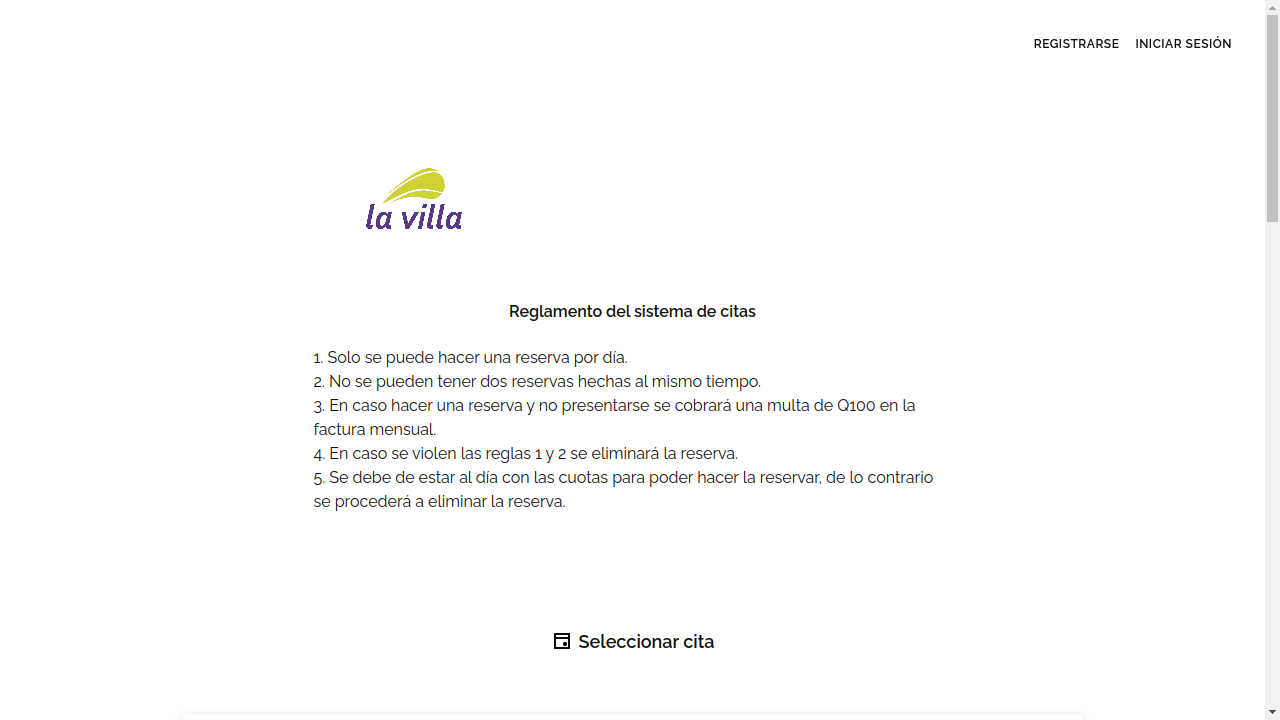 REGISTRARSE INICIAR SESIÓN
la villa
Reglamento del sistema de citas
1. Solo se puede hacer una reserva por día.
2. No se pueden tener dos reservas hechas al mismo tiempo.
3. En caso hacer una reserva y no presentarse se cobrará una multa de Q100 en la
factura mensual.
4. En caso se violen las reglas 1 y 2 se eliminará la reserva.
5. Se debe de estar al día con las cuotas para poder hacer la reservar, de lo contrario
se procederá a eliminar la reserva.
Seleccionar cita